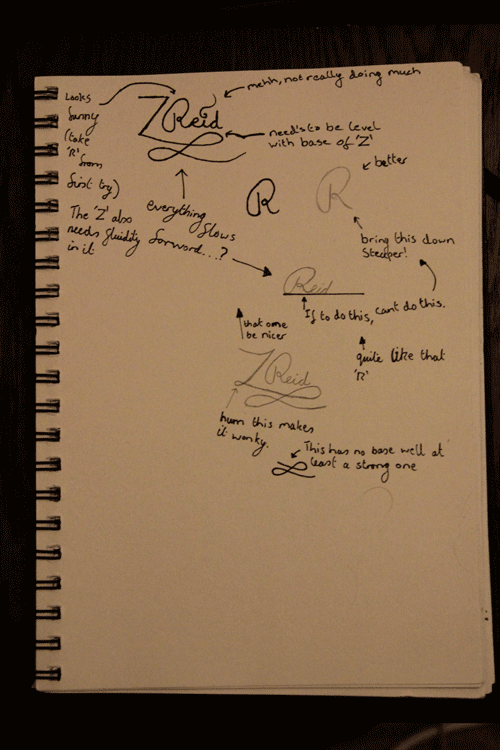 mehh, not really doing much
Looks
funny
(take
'R'
from
first try)
The 'Z' also
needs fluidity
in it
ZReid
need's to be level
with base of 'Z'
better
R
R
everything
flows
forward....?
bring this down
Steeper!
Reid
If to do this, cant do this.
that one
be nicer
quite like that
'R'
ZReid
hum this makes
it wonky.
This has no base well at
least a strong one